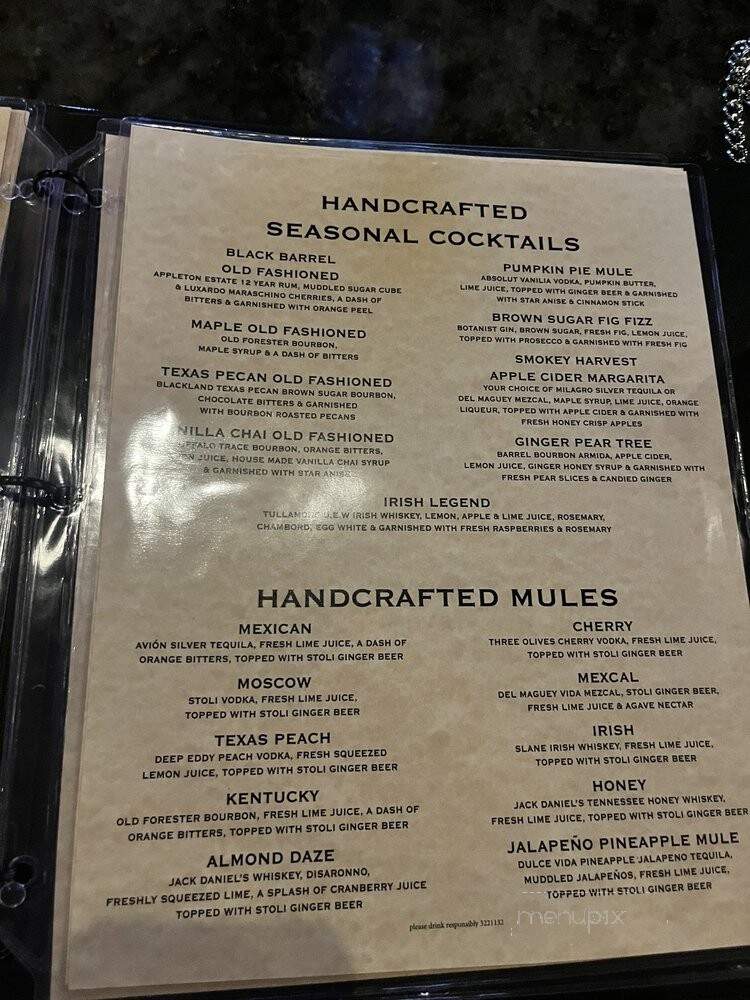 HANDCRAFTED
SEASONAL COCKTAILS
BLACK BARREL
OLD FASHIONED
APPLETON ESTATE 12 YEAR RUM, MUDDLED SUGAR CUBE
& LUXARDO MARASCHINO CHERRIES, A DASH OF
BITTERS & GARNISHED WITH ORANGE PEEL
MAPLE OLD FASHIONED
OLD FORESTER BOURBON,
MAPLE SYRUP & A DASH OF BITTERS
TEXAS PECAN OLD FASHIONED
BLACKLAND TEXAS PECAN BROWN SUGAR BOURBON,
CHOCOLATE BITTERS & GARNISHED
WITH BOURBON ROASTED PECANS
NILLA CHAI OLD FASHIONED
FFALO TRACE BOURBON, ORANGE BITTERS,
ON JUICE, HOUSE MADE VANILLA CHAI SYRUP
& GARNISHED WITH STAR ANISE
PUMPKIN PIE MULE
ABSOLUT VANILIA VODKA, PUMPKIN BUTTER,
LIME JUICE, TOPPED WITH GINGER BEER & GARNISHED
WITH STAR ANISE & CINNAMON STICK
BROWN SUGAR FIG FIZZ
BOTANIST GIN, BROWN SUGAR, FRESH FIG, LEMON JUICE,
TOPPED WITH PROSECCO & GARNISHED WITH FRESH FIG
SMOKEY HARVEST
APPLE CIDER MARGARITA
YOUR CHOICE OF MILAGRO SILVER TEQUILA OR
DEL MAGUEY MEZCAL, MAPLE SYRUP, LIME JUICE, ORANGE
LIQUEUR, TOPPED WITH APPLE CIDER & GARNISHED WITH
FRESH HONEY CRISP APPLES
GINGER PEAR TREE
BARREL BOURBON ARMIDA, APPLE CIDER,
LEMON JUICE, GINGER HONEY SYRUP & GARNISHED WITH
FRESH PEAR SLICES & CANDIED GINGER
IRISH LEGEND
TULLAMORE D.E.W IRISH WHISKEY, LEMON, APPLE & LIME JUICE, ROSEMARY,
CHAMBORD, EGG WHITE & GARNISHED WITH FRESH RASPBERRIES & ROSEMARY
HANDCRAFTED MULES
MEXICAN
AVIÓN SILVER TEQUILA, FRESH LIME JUICE, A DASH OF
ORANGE BITTERS, TOPPED WITH STOLI GINGER BEER
MOSCOW
STOLI VODKA, FRESH LIME JUICE,
TOPPED WITH STOLI GINGER BEER
TEXAS PEACH
DEEP EDDY PEACH VODKA, FRESH SQUEEZED
LEMON JUICE, TOPPED WITH STOLI GINGER BEER
KENTUCKY
OLD FORESTER BOURBON, FRESH LIME JUICE, A DASH OF
ORANGE BITTERS, TOPPED WITH STOLI GINGER BEER
ALMOND DAZE
JACK DANIEL'S WHISKEY, DISARONNO,
FRESHLY SQUEEZED LIME, A SPLASH OF CRANBERRY JUICE
TOPPED WITH STOLI GINGER BEER
CHERRY
THREE OLIVES CHERRY VODKA, FRESH LIME JUICE,
TOPPED WITH STOLI GINGER BEER
MEXCAL
DEL MAGUEY VIDA MEZCAL, STOLI GINGER BEER,
FRESH LIME JUICE & AGAVE NECTAR
IRISH
SLANE IRISH WHISKEY, FRESH LIME JUICE,
TOPPED WITH STOLI GINGER BEER
HONEY
JACK DANIEL'S TENNESSEE HONEY WHISKEY,
FRESH LIME JUICE, TOPPED WITH STOLI GINGER BEER
JALAPEÑO PINEAPPLE MULE
DULCE VIDA PINEAPPLE JALAPENO TEQUILA,
MUDDLED JALAPEÑOS, FRESH LIME JUICE,
TOPPED WITH STOLI GINGER BEER
please drink responsibly 3221132
menupix